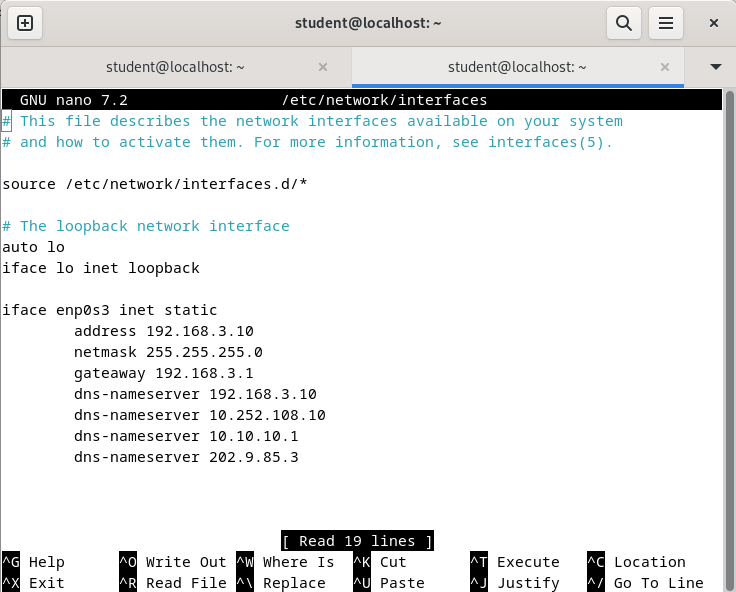 student@localhost: ~
student@localhost: ~
student@localhost: ~
GNU nano 7.2 /etc/network/interfaces
# This file describes the network interfaces available on your system
# and how to activate them. For more information, see interfaces(5).
source /etc/network/interfaces.d/*
# The loopback network interface
auto lo
iface lo inet loopback
iface enp0s3 inet static
address 192.168.3.10
netmask 255.255.255.0
gateaway 192.168.3.1
dns-nameserver 192.168.3.10
dns-nameserver 10.252.108.10
dns-nameserver 10.10.10.1
dns-nameserver 202.9.85.3
[ Read 19 lines ]
^G Help ^O Write Out ^W Where Is ^K Cut ^T Execute ^C Location
^X Exit ^R Read File ^\ Replace ^U Paste ^J Justify ^/ Go To Line